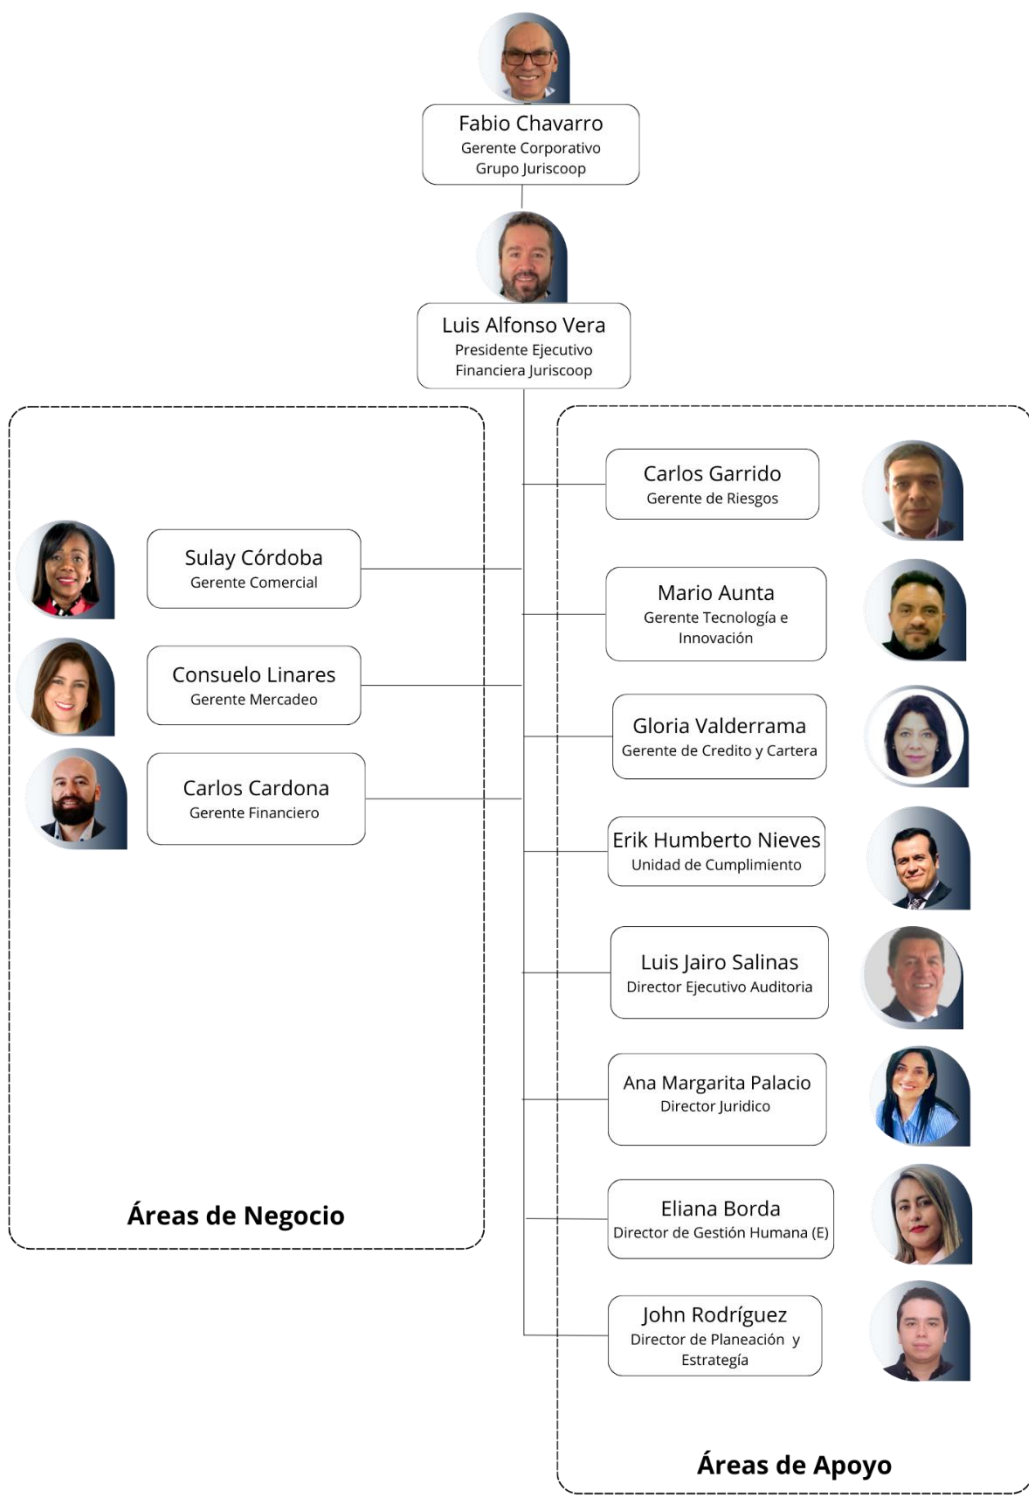 Fabio Chavarro
Gerente Corporativo
Grupo Juriscoop
Luis Alfonso Vera
Presidente Ejecutivo
Financiera Juriscoop
Sulay Córdoba
Gerente Comercial
Consuelo Linares
Gerente Mercadeo
Carlos Cardona
Gerente Financiero
Áreas de Negocio
Carlos Garrido
Gerente de Riesgos
Mario Aunta
Gerente Tecnología e
Innovación
Gloria Valderrama
Gerente de Credito y Cartera
Erik Humberto Nieves
Unidad de Cumplimiento
Luis Jairo Salinas
Director Ejecutivo Auditoria
Ana Margarita Palacio
Director Juridico
Eliana Borda
Director de Gestión Humana (E)
John Rodríguez
Director de Planeación y
Estrategía
Áreas de Apoyo